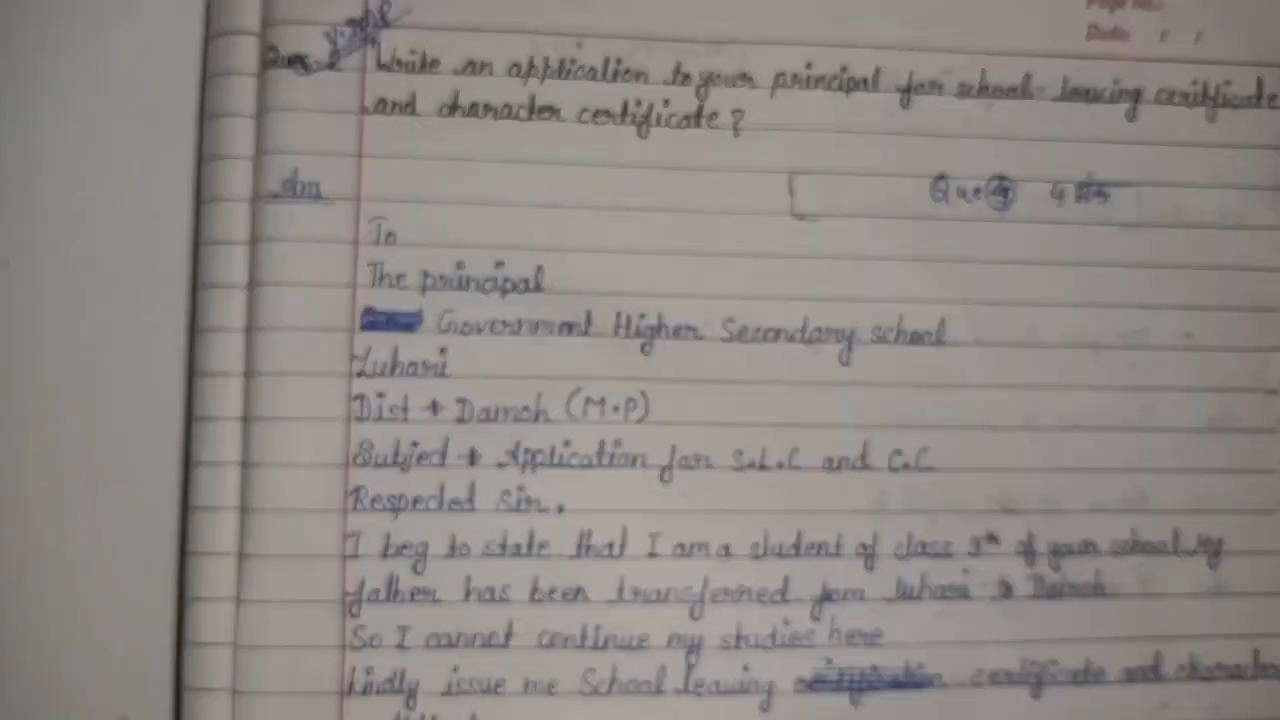 Page No.:
Date: / /
Write an application to your principal for school leaving certificate
and character certificate?
Ans
Que 4
To
The principal
Government Higher Secondary school
Luhari
Dist → Damoh (M.P)
Subject → Application for S.L.C and C.C
Respected Sir.
I beg to state that I am a student of class of your school my
father has been transferred from Luhari Damoh
So I cannot continue my studies here
kindly issue me School leaving certificate and character